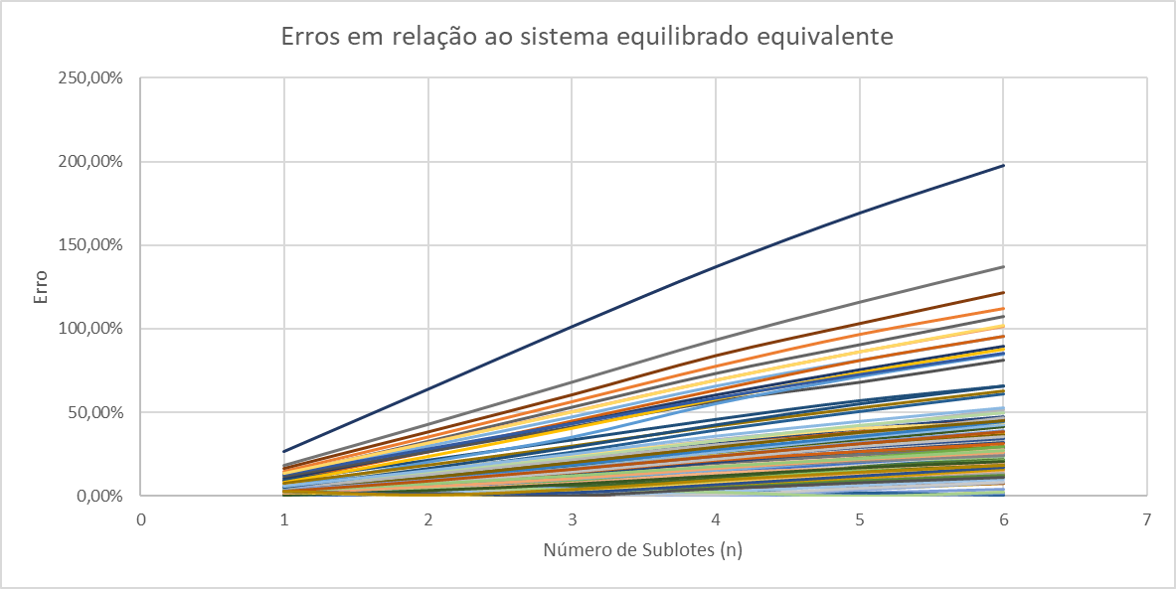 Erros em relação ao sistema equilibrado equivalente
250,00%
200,00%
150,00%
100,00%
50,00%
0,00%
Erro
0 1 2 3 4 5 6 7
Número de Sublotes (n)